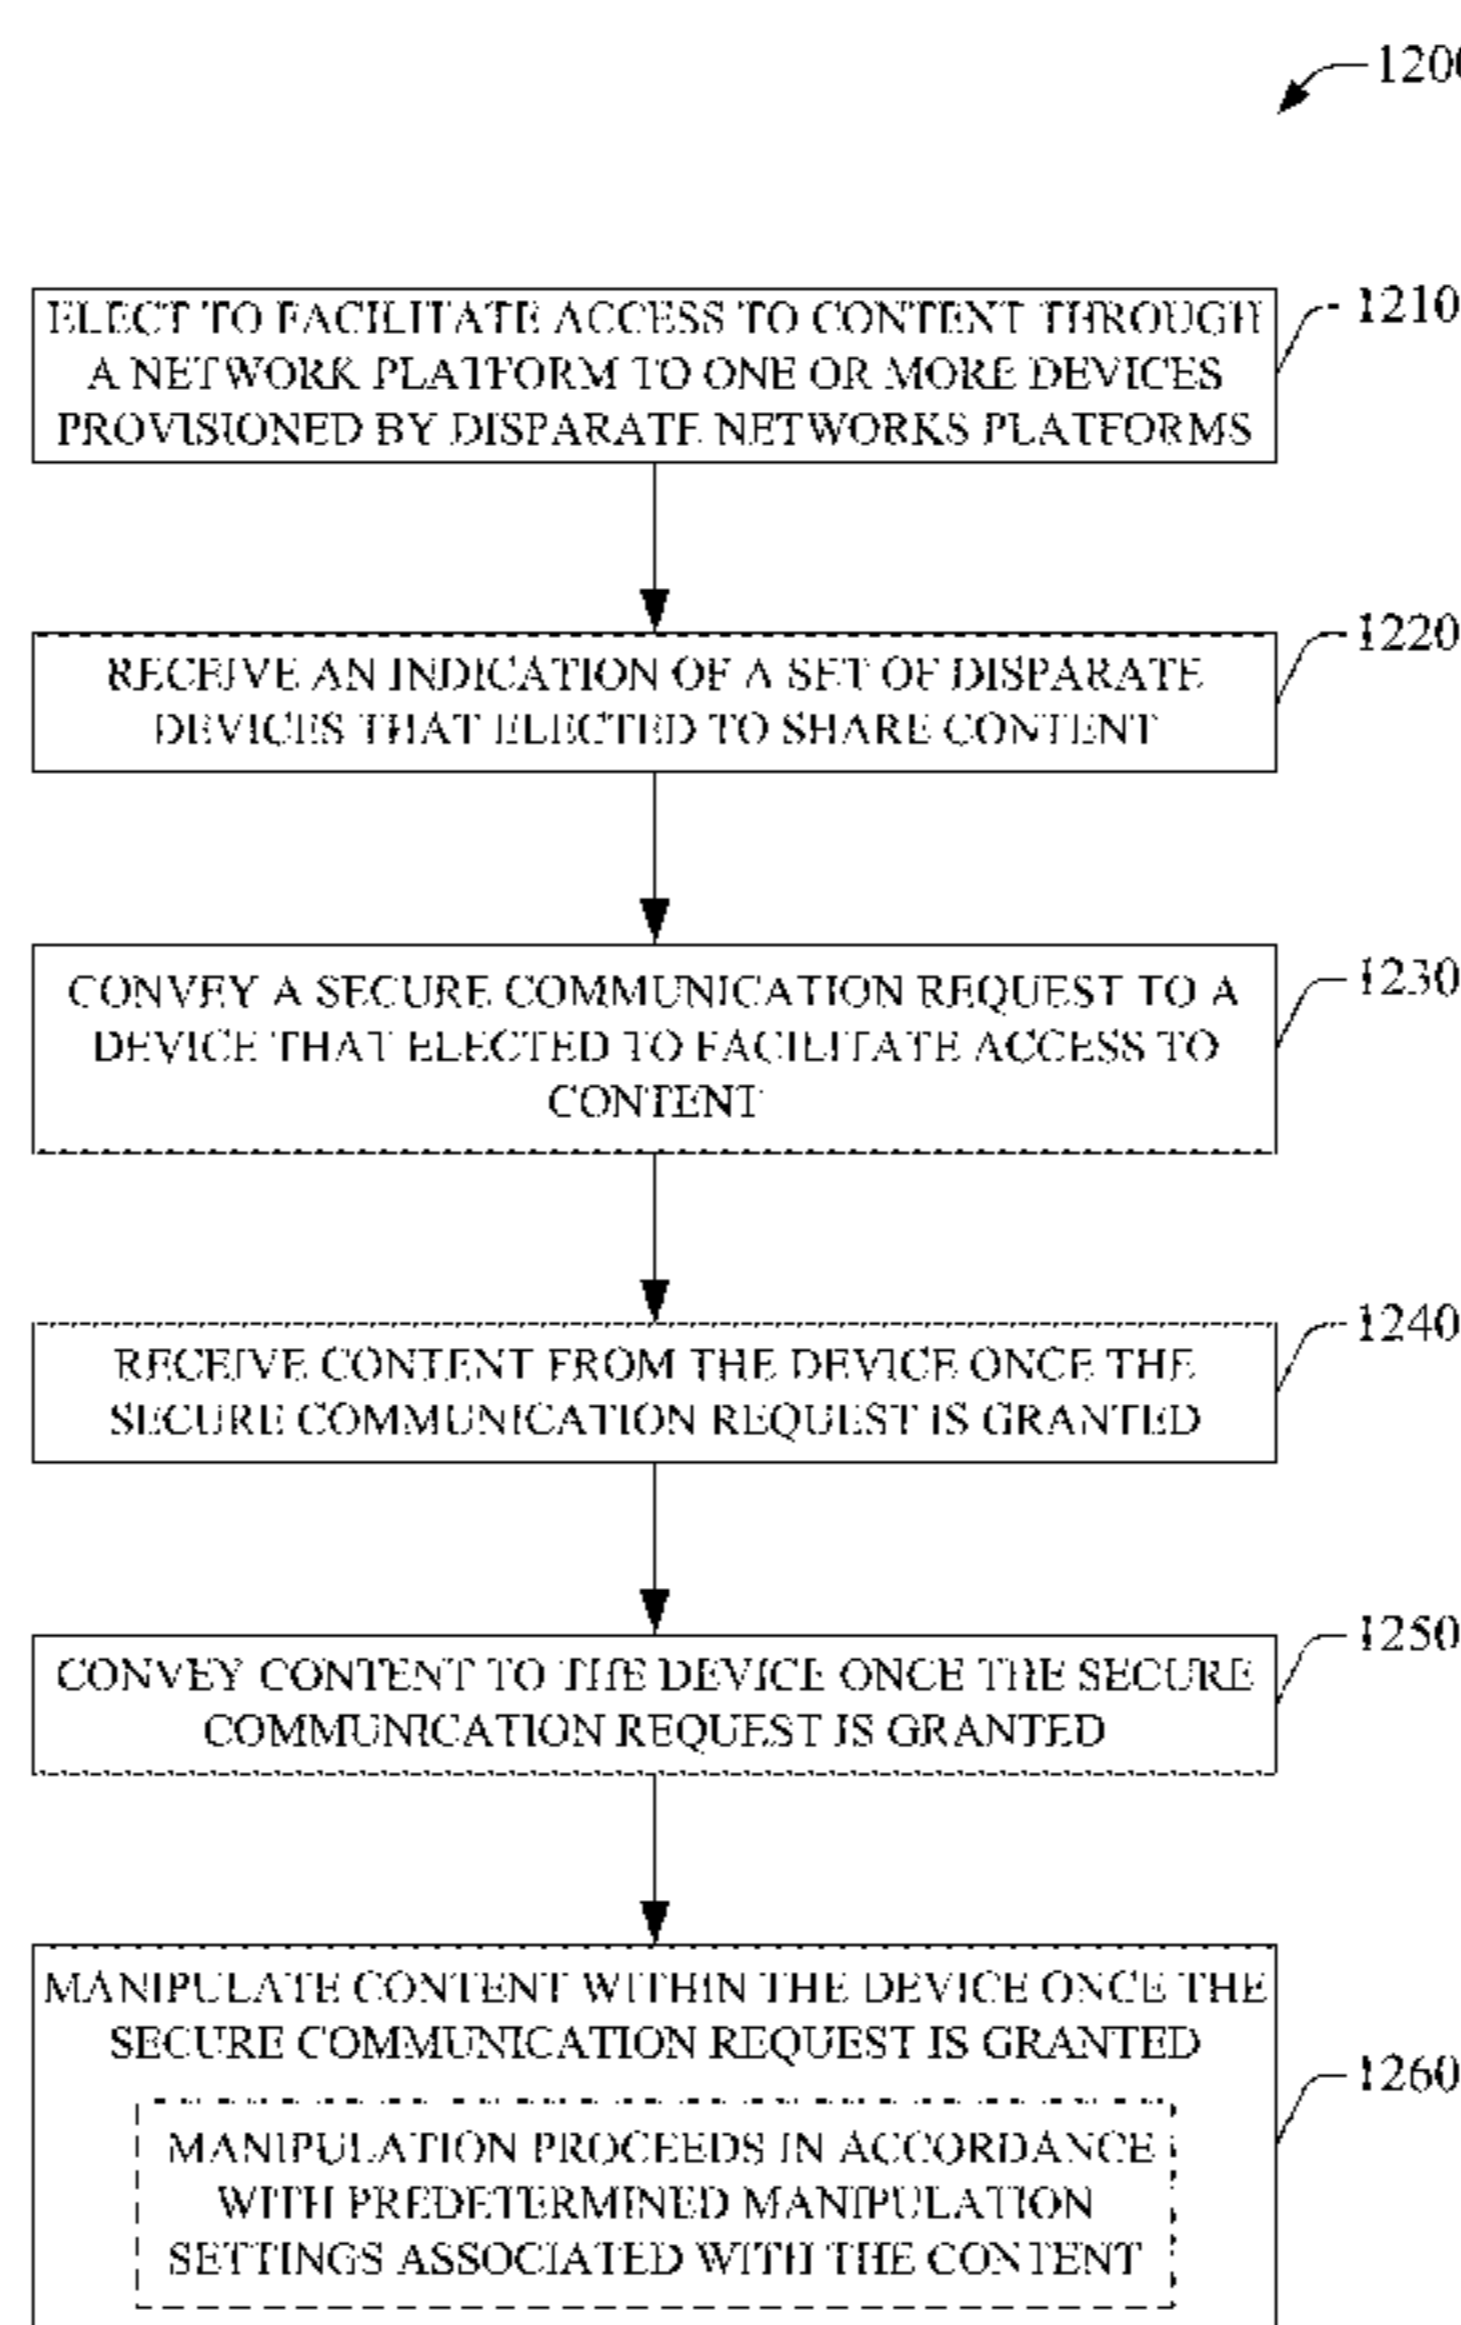 1200
ELECT TO FACILITATE ACCESS TO CONTENT THROUGH
A NETWORK PLATFORM TO ONE OR MORE DEVICES
PROVISIONED BY DISPARATE NETWORKS PLATFORMS
1210
RECEIVE AN INDICATION OF A SET OF DISPARATE
DEVICES THAT ELECTED TO SHARE CONTENT
1220
CONVEY A SECURE COMMUNICATION REQUEST TO A
DEVICE THAT ELECTED TO FACILITATE ACCESS TO
CONTENT
1230
RECEIVE CONTENT FROM THE DEVICE ONCE THE
SECURE COMMUNICATION REQUEST IS GRANTED
1240
CONVEY CONTENT TO THE DEVICE ONCE THE SECURE
COMMUNICATION REQUEST IS GRANTED
1250
MANIPULATE CONTENT WITHIN THE DEVICE ONCE THE
SECURE COMMUNICATION REQUEST IS GRANTED
1260
MANIPULATION PROCEEDS IN ACCORDANCE
WITH PREDETERMINED MANIPULATION
SETTINGS ASSOCIATED WITH THE CONTENT